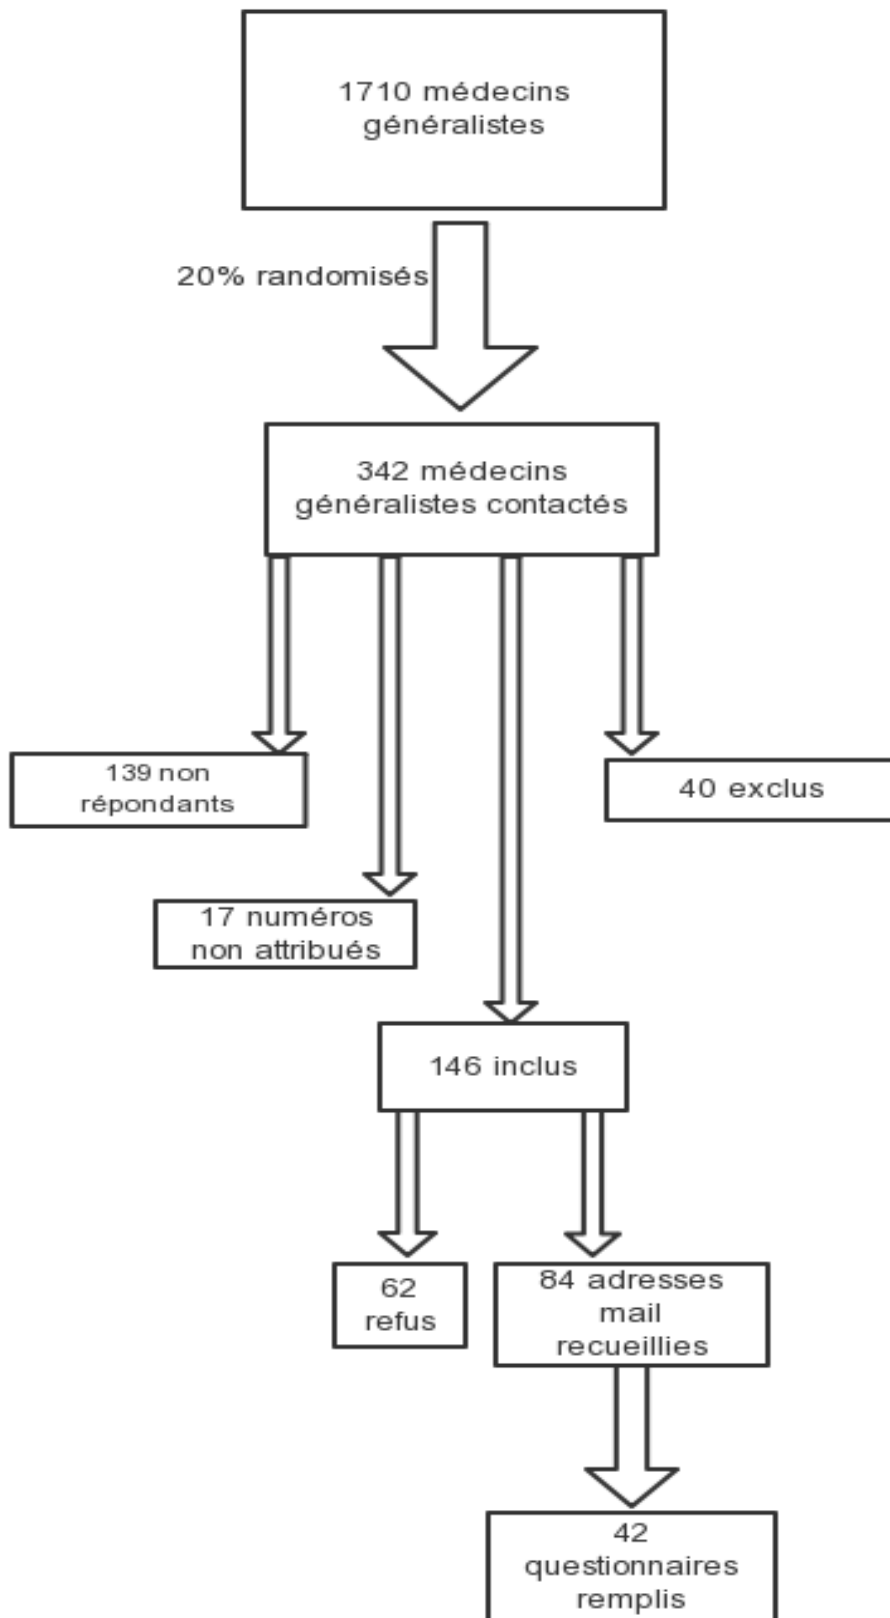 1710 médecins
généralistes
20% randomisés
342 médecins
généralistes contactés
139 non
répondants
40 exclus
17 numéros
non attribués
146 inclus
62
refus
84 adresses
mail
recueillies
42
questionnaires
remplis